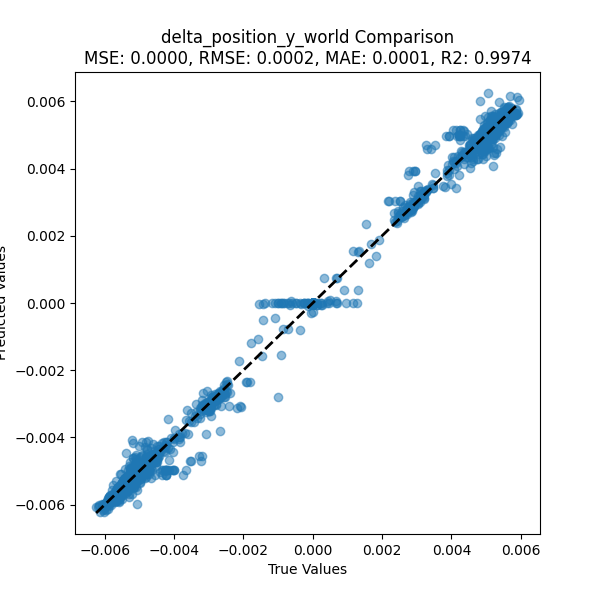 delta_position_y_world Comparison
MSE: 0.0000, RMSE: 0.0002, MAE: 0.0001, R2: 0.9974
0.006
0.004
0.002
0.000
−0.002
−0.004
−0.006
Predicted Values
−0.006 −0.004 −0.002 0.000 0.002 0.004 0.006
True Values